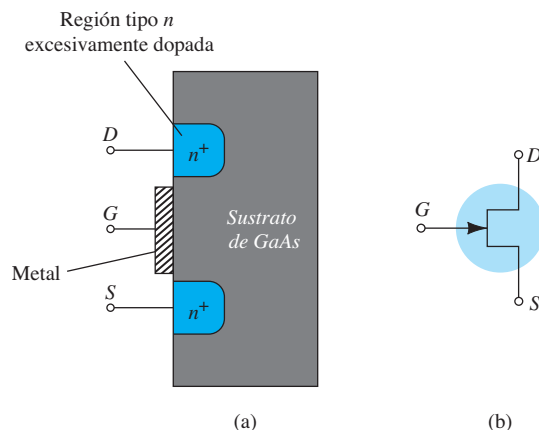 Región tipo n
excesivamente dopada
D
n+
G
Sustrato
de GaAs
Metal
S
n+
(a)
D
G
S
(b)